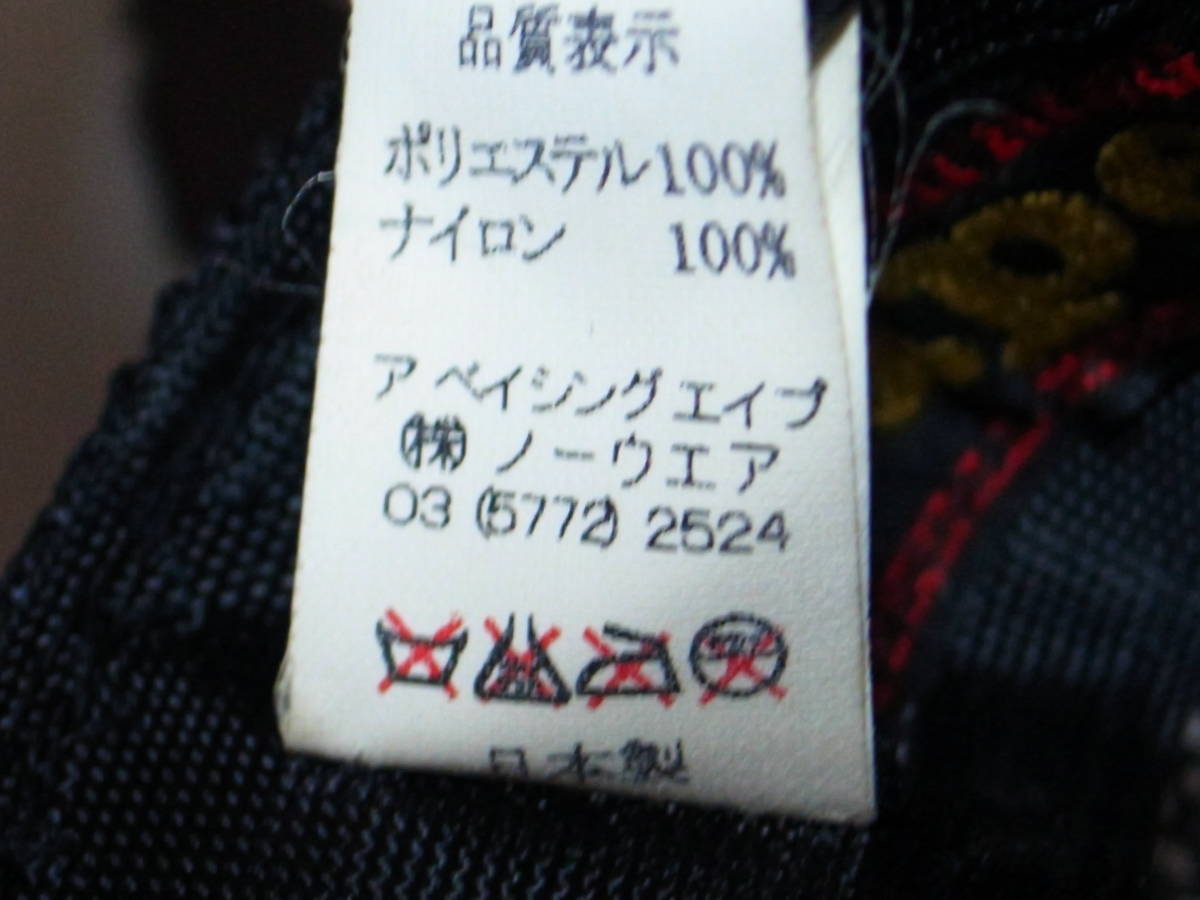 品質表示
ポリエステル100%
ナイロン 100%
ア ベイシング エイプ
㈱ ノーウエア
03 (5772) 2524
日本製